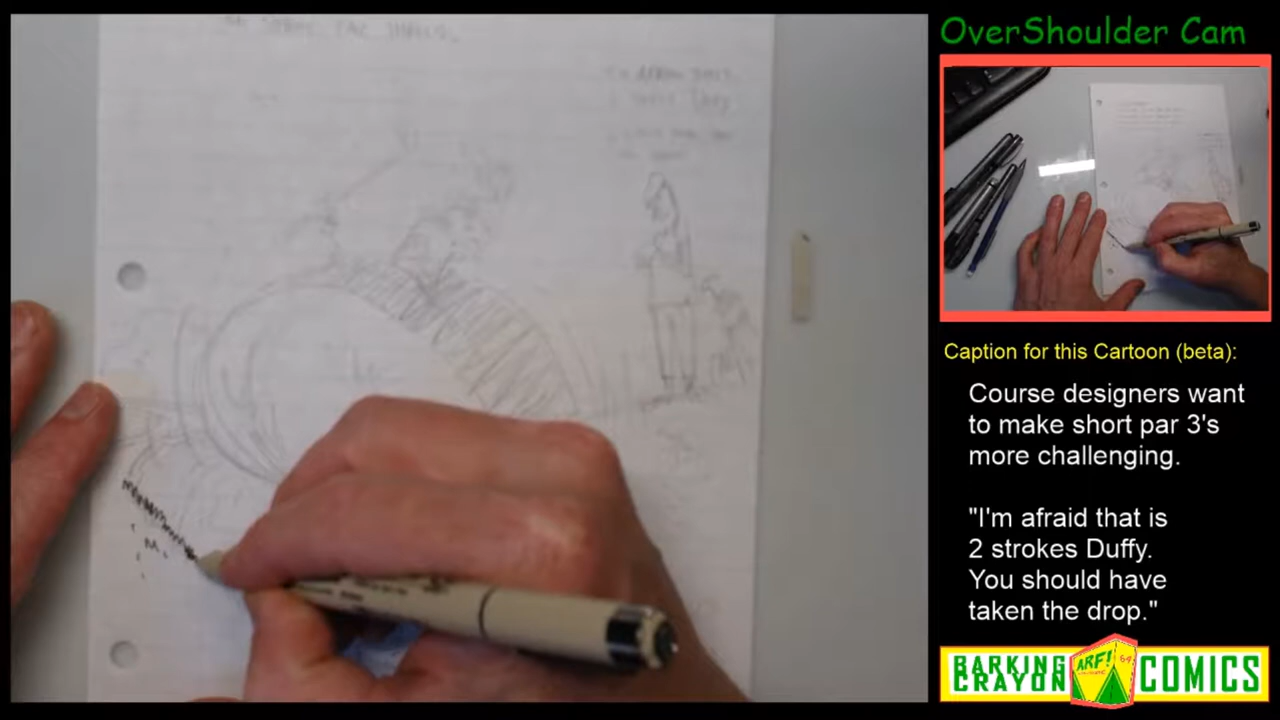 OverShoulder Cam
Caption for this Cartoon (beta):
Course designers want
to make short par 3's
more challenging.
"I'm afraid that is
2 strokes Duffy.
You should have
taken the drop."
BARKING
CRAYON
ARF!
64
COMICS